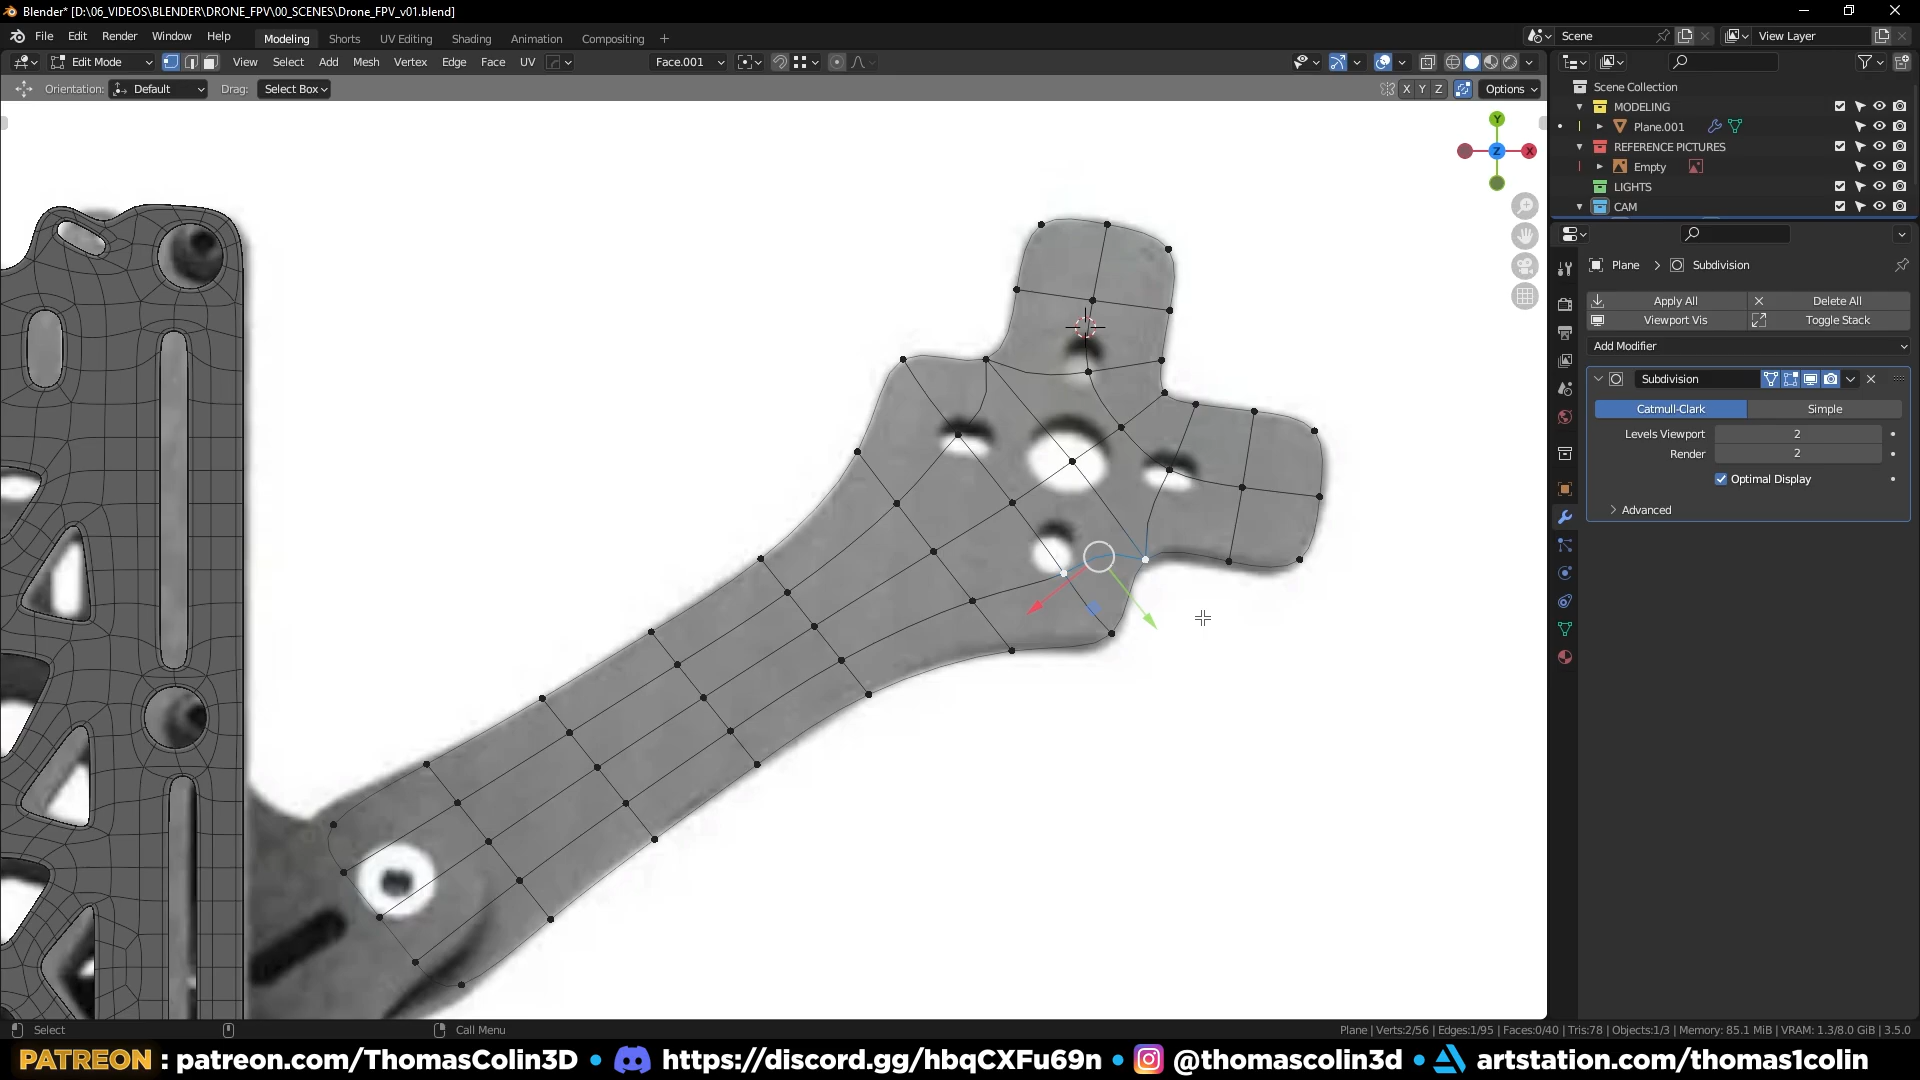 Blender* [D:\06_VIDEOS\BLENDER\DRONE_FPV\00_SCENES\Drone_FPV_v01.blend]
File Edit Render Window Help Modeling Shorts UV Editing Shading Animation Compositing + Scene View Layer
Edit Mode View Select Add Mesh Vertex Edge Face UV Face.001
Orientation: Default Drag: Select Box X Y Z Options
Scene Collection
MODELING
Plane.001
REFERENCE PICTURES
Empty
LIGHTS
CAM
Y
Z X
Plane > Subdivision
Apply All Delete All
Viewport Vis Toggle Stack
Add Modifier
Subdivision
Catmull-Clark Simple
Levels Viewport 2
Render 2
Optimal Display
Advanced
Select Call Menu Plane | Verts:2/56 | Edges:1/95 | Faces:0/40 | Tris:78 | Objects:1/3 | Memory: 85.1 MiB | VRAM: 1.3/8.0 GiB | 3.5.0
PATREON : patreon.com/ThomasColin3D • https://discord.gg/hbqCXFu69n • @thomascolin3d • artstation.com/thomas1colin